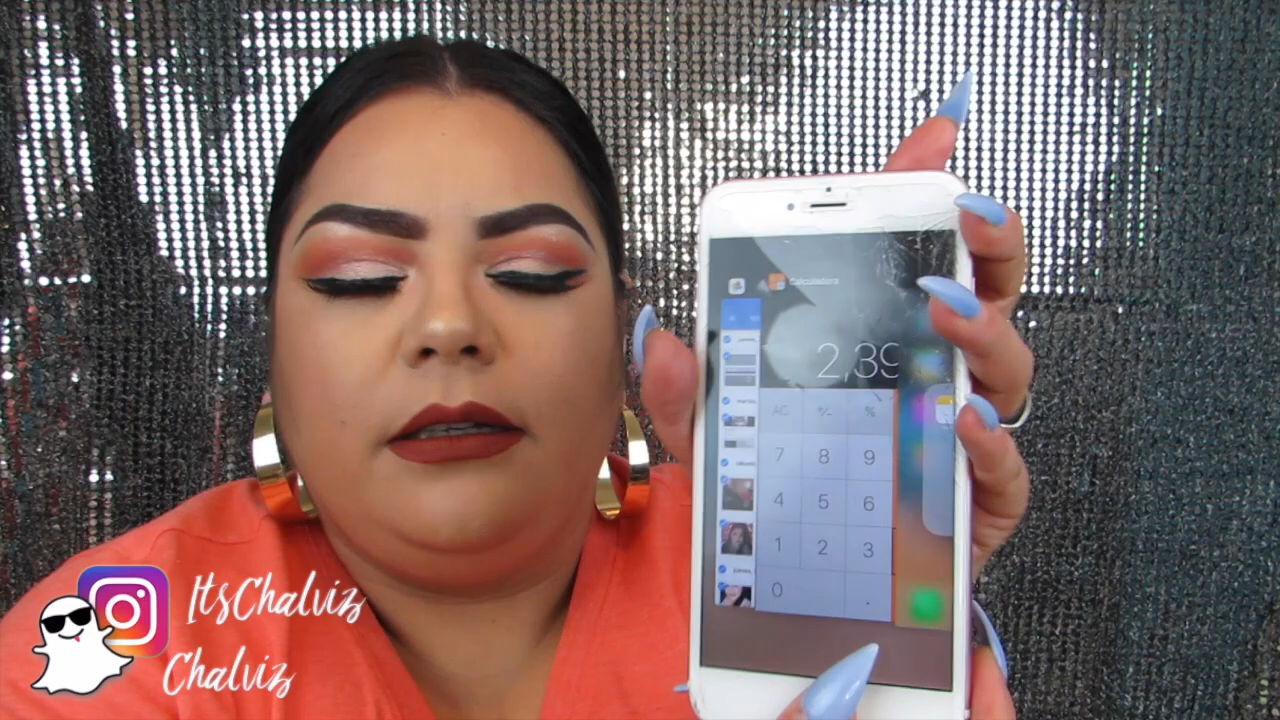 Calculadora
2,39
AC +/- %
7 8 9
4 5 6
1 2 3
0 .
ItsChalviz
Chalviz